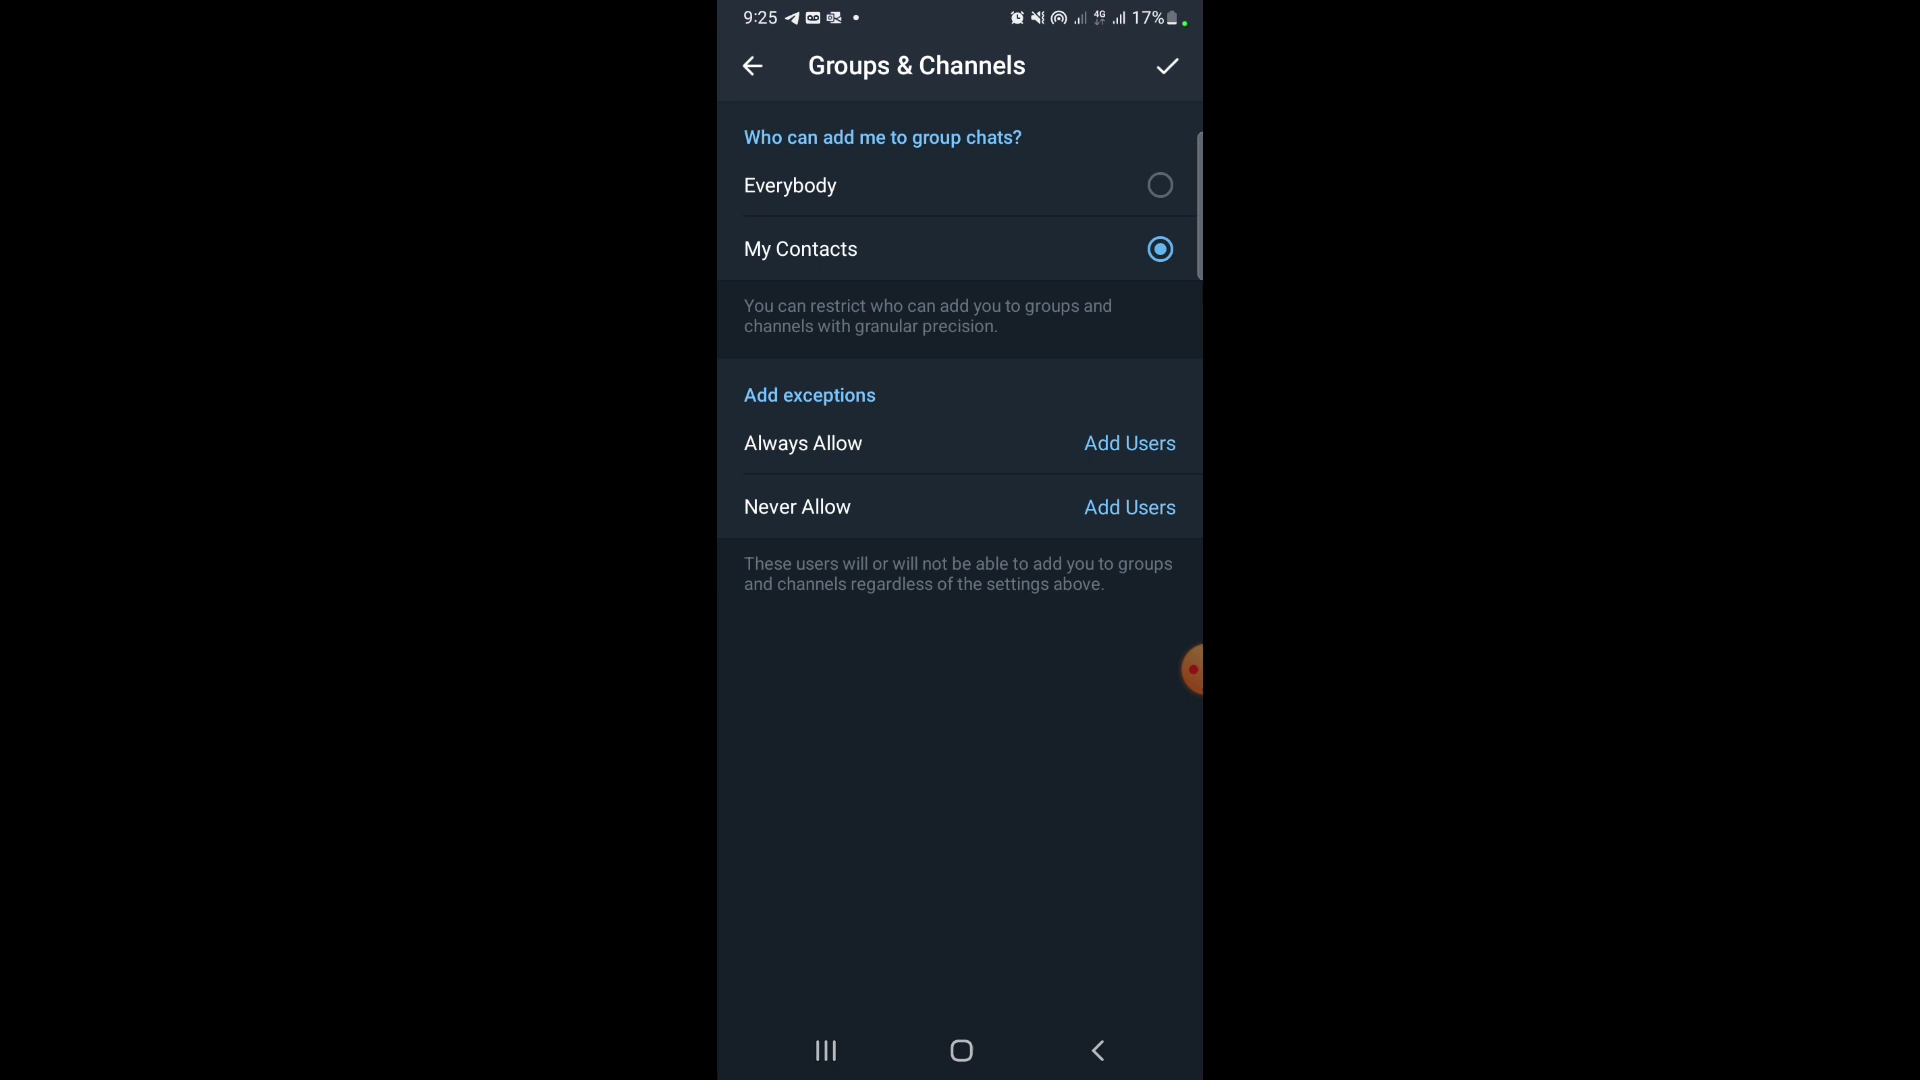 9:25
4G
17%
Groups & Channels
Who can add me to group chats?
Everybody
My Contacts
You can restrict who can add you to groups and
channels with granular precision.
Add exceptions
Always Allow
Add Users
Never Allow
Add Users
These users will or will not be able to add you to groups
and channels regardless of the settings above.